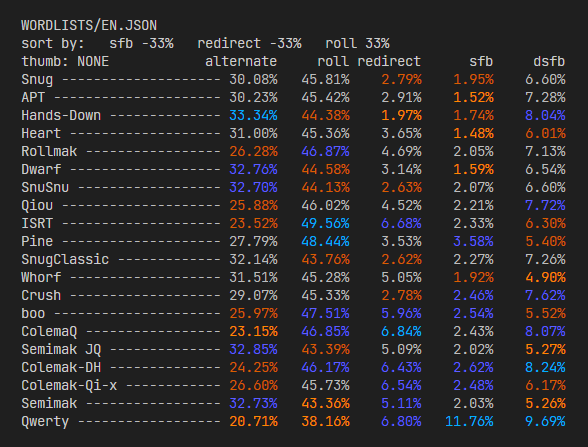 WORDLISTS/EN.JSON
sort by: sfb -33% redirect -33% roll 33%
thumb: NONE alternate roll redirect sfb dsfb
Snug --------------------- 30.08% 45.81% 2.79% 1.95% 6.60%
APT ---------------------- 30.23% 45.42% 2.91% 1.52% 7.28%
Hands-Down --------------- 33.34% 44.38% 1.97% 1.74% 8.04%
Heart -------------------- 31.00% 45.36% 3.65% 1.48% 6.01%
Rollmak ------------------ 26.28% 46.87% 4.69% 2.05% 7.13%
Dwarf -------------------- 32.76% 44.58% 3.14% 1.59% 6.54%
SnuSnu ------------------- 32.70% 44.13% 2.63% 2.07% 6.60%
Qiou --------------------- 25.88% 46.02% 4.52% 2.21% 7.72%
ISRT --------------------- 23.52% 49.56% 6.68% 2.33% 6.30%
Pine --------------------- 27.79% 48.44% 3.53% 3.58% 5.40%
SnugClassic -------------- 32.14% 43.76% 2.62% 2.27% 7.26%
Whorf -------------------- 31.51% 45.28% 5.05% 1.92% 4.90%
Crush -------------------- 29.07% 45.33% 2.78% 2.46% 7.62%
boo ---------------------- 25.97% 47.51% 5.96% 2.54% 5.52%
ColemaQ ------------------ 23.15% 46.85% 6.84% 2.43% 8.07%
Semimak JQ --------------- 32.85% 43.39% 5.09% 2.02% 5.27%
Colemak-DH --------------- 24.25% 46.17% 6.43% 2.62% 8.24%
Colemak-Qi-x ------------- 26.60% 45.73% 6.54% 2.48% 6.17%
Semimak ------------------ 32.73% 43.36% 5.11% 2.03% 5.26%
Qwerty ------------------- 20.71% 38.16% 6.80% 11.76% 9.69%